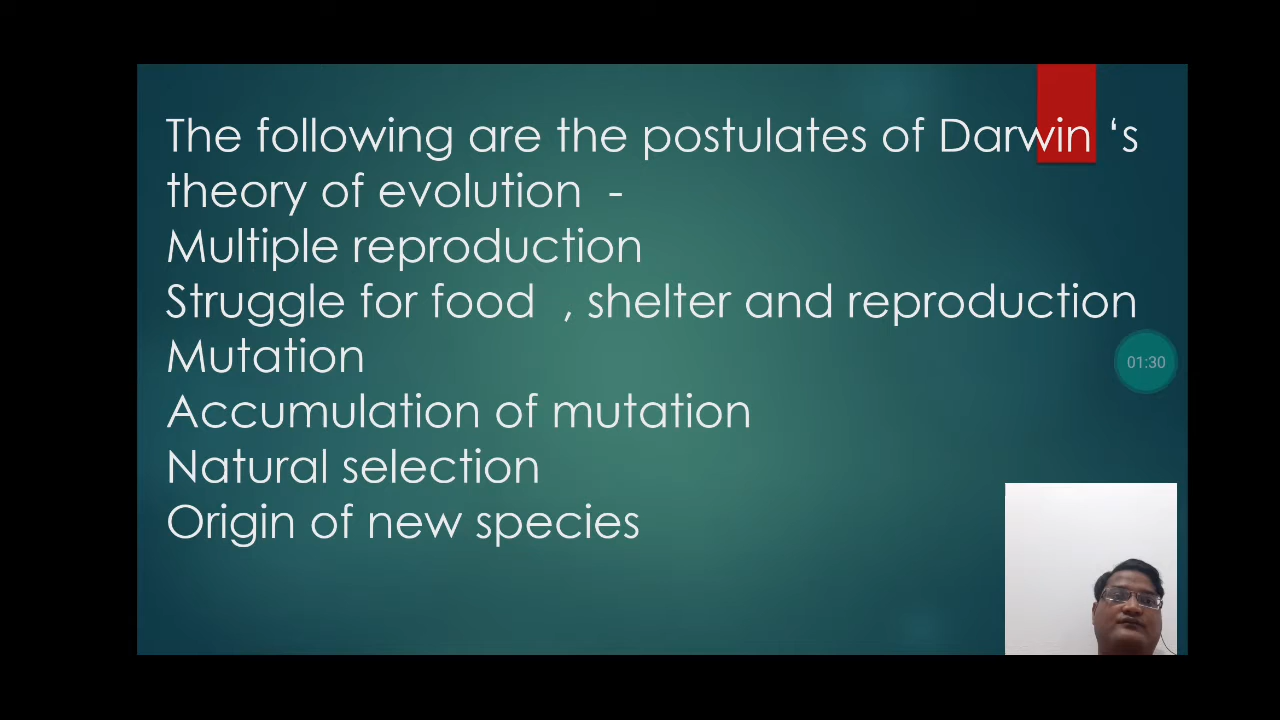 The following are the postulates of Darwin ‘s
theory of evolution -
Multiple reproduction
Struggle for food , shelter and reproduction
Mutation
01:30
Accumulation of mutation
Natural selection
Origin of new species